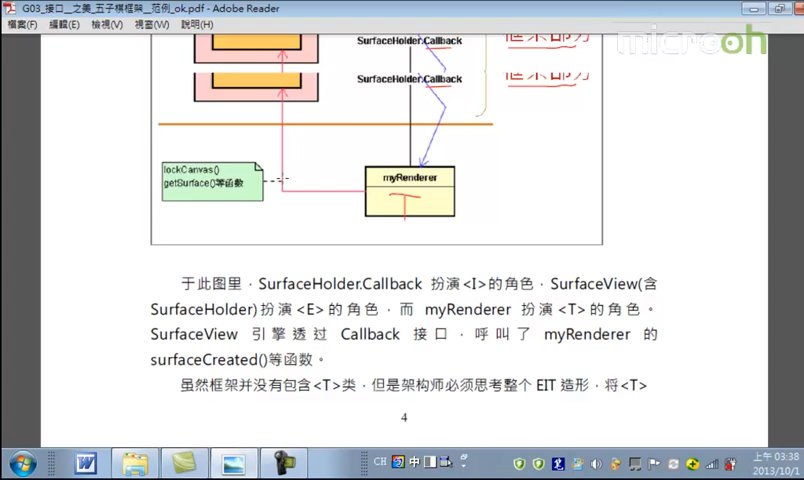 G03_接口__之美_五子棋框架__范例_ok.pdf - Adobe Reader
檔案(F) 編輯(E) 檢視(V) 視窗(W) 說明(H)
microoh
SurfaceHolder.Callback
SurfaceHolder.Callback
lockCanvas()
getSurface()等函數
myRenderer
T
于此图里，SurfaceHolder.Callback 扮演<I>的角色，SurfaceView(含
SurfaceHolder)扮演<E>的角色，而 myRenderer 扮演<T>的角色。
SurfaceView 引擎透过 Callback 接口，呼叫了 myRenderer 的
surfaceCreated()等函数。
虽然框架并没有包含<T>类，但是架构师必须思考整个 EIT 造形，将<T>
4
CH 中
上午 03:38
2013/10/1